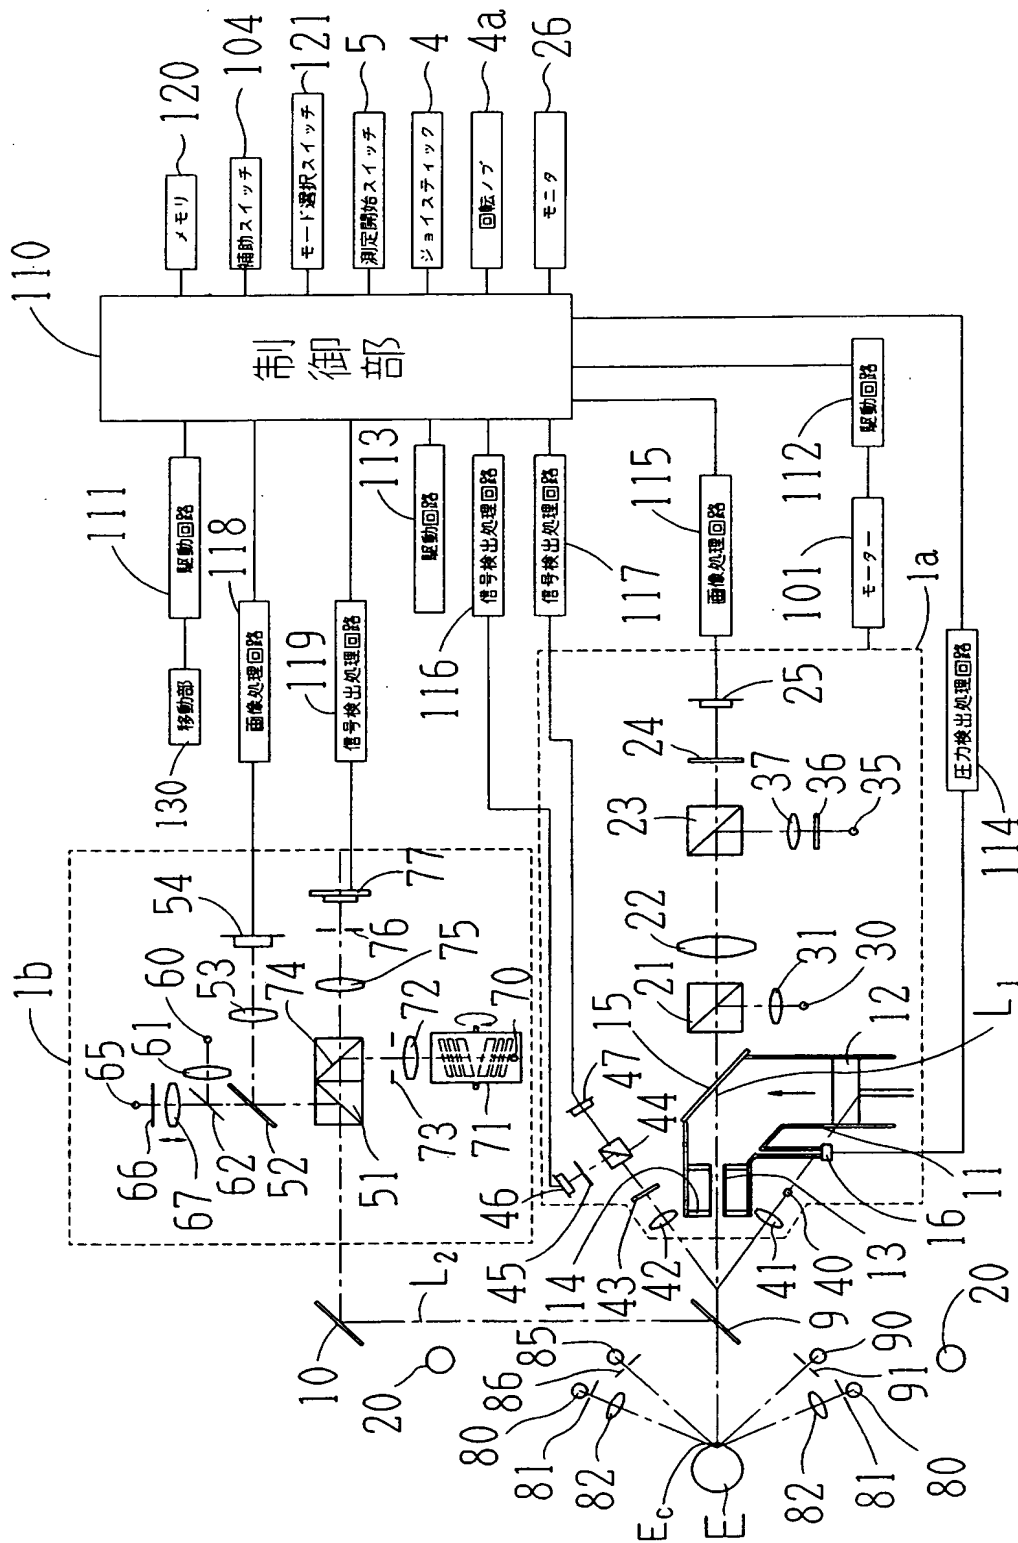 110
制御部
メモリ
120
補助スイッチ
104
モード選択スイッチ
121
測定開始スイッチ
5
ジョイスティック
4
回転ノブ
4a
モニタ
26
111
駆動回路
移動部
130
118
画像処理回路
119
信号検出処理回路
113
駆動回路
116
信号検出処理回路
117
信号検出処理回路
115
画像処理回路
112
駆動回路
101
モーター
114
圧力検出処理回路
1b
65
66
67
61
60
62
52
53
54
51
74
75
76
77
72
73
71
70
1a
25
24
23
37
36
35
22
21
31
30
15
12
L1
11
16
13
14
47
44
46
45
43
42
41
40
10
L2
9
20
20
85
86
80
81
82
90
91
82
81
80
Ec
E